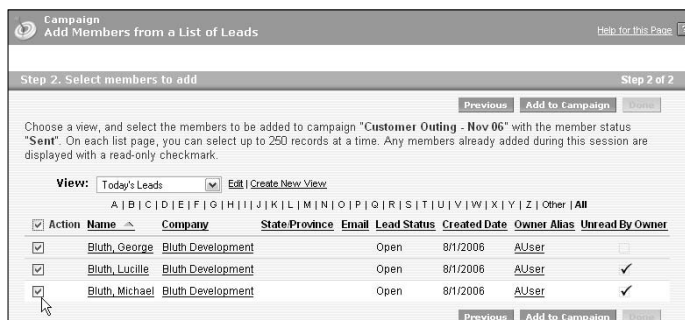 Campaign
Add Members from a List of Leads
Help for this Page ?
Step 2. Select members to add
Step 2 of 2
Previous Add to Campaign Done
Choose a view, and select the members to be added to campaign "Customer Outing - Nov 06" with the member status
"Sent". On each list page, you can select up to 250 records at a time. Any members already added during this session are
displayed with a read-only checkmark.
View: Today's Leads Edit | Create New View
A | B | C | D | E | F | G | H | I | J | K | L | M | N | O | P | Q | R | S | T | U | V | W | X | Y | Z | Other | All
Action Name Company State/Province Email Lead Status Created Date Owner Alias Unread By Owner
Bluth, George Bluth Development Open 8/1/2006 AUser
Bluth, Lucille Bluth Development Open 8/1/2006 AUser
Bluth, Michael Bluth Development Open 8/1/2006 AUser
Previous Add to Campaign Done